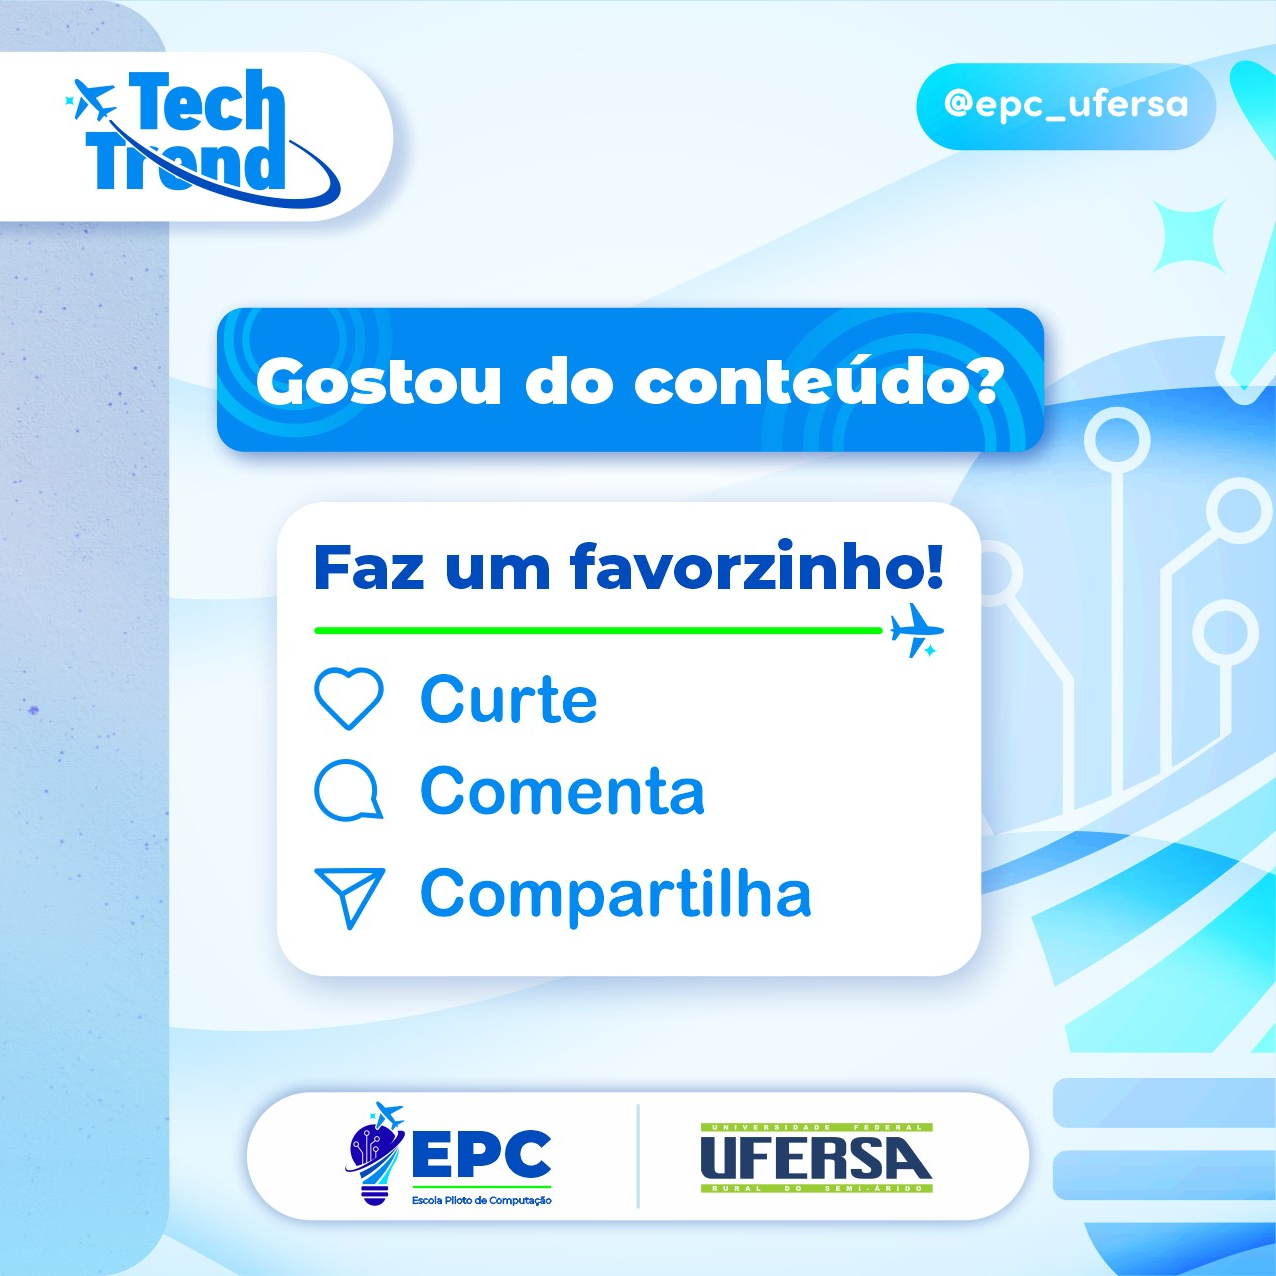 Tech
Trend
@epc_ufersa
Gostou do conteúdo?
Faz um favorzinho!
Curte
Comenta
Compartilha
EPC
Escola Piloto de Computação
UNIVERSIDADE FEDERAL
UFERSA
RURAL DO SEMI-ÁRIDO